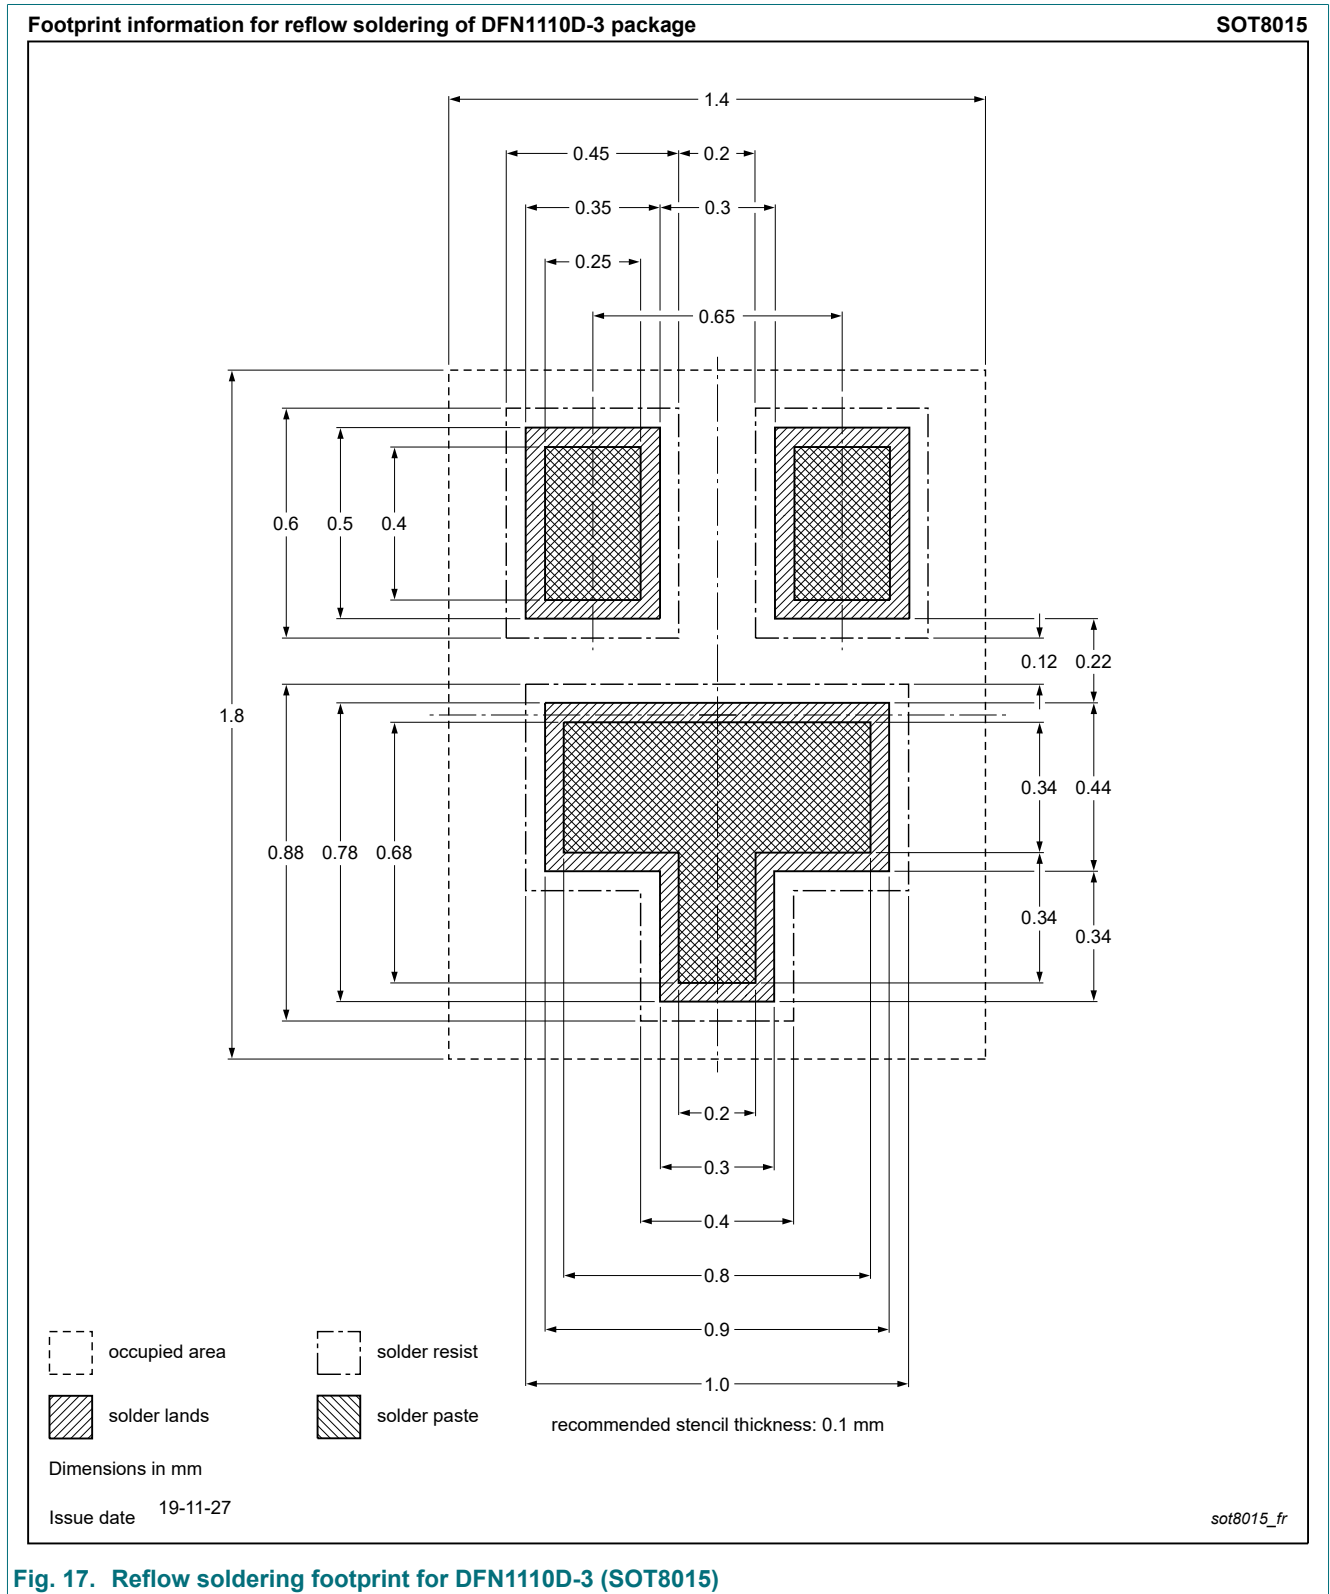 Footprint information for reflow soldering of DFN1110D-3 package SOT8015
1.4
0.45 0.2
0.35 0.3
0.25
0.65
0.6 0.5 0.4
0.12 0.22
1.8
0.34 0.44
0.88 0.78 0.68
0.34 0.34
0.2
0.3
0.4
0.8
0.9
1.0
occupied area solder resist
solder lands solder paste
recommended stencil thickness: 0.1 mm
Dimensions in mm
Issue date 19-11-27
sot8015_fr
Fig. 17. Reflow soldering footprint for DFN1110D-3 (SOT8015)